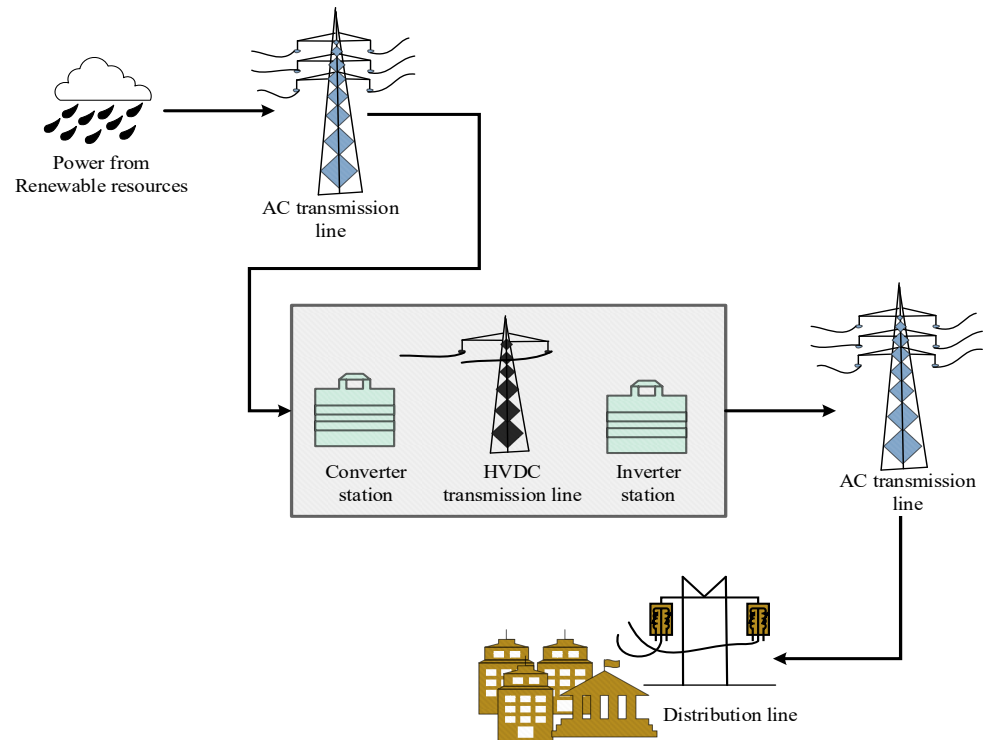 Power from
Renewable resources
AC transmission
line
Converter
station
HVDC
transmission line
Inverter
station
AC transmission
line
Distribution line